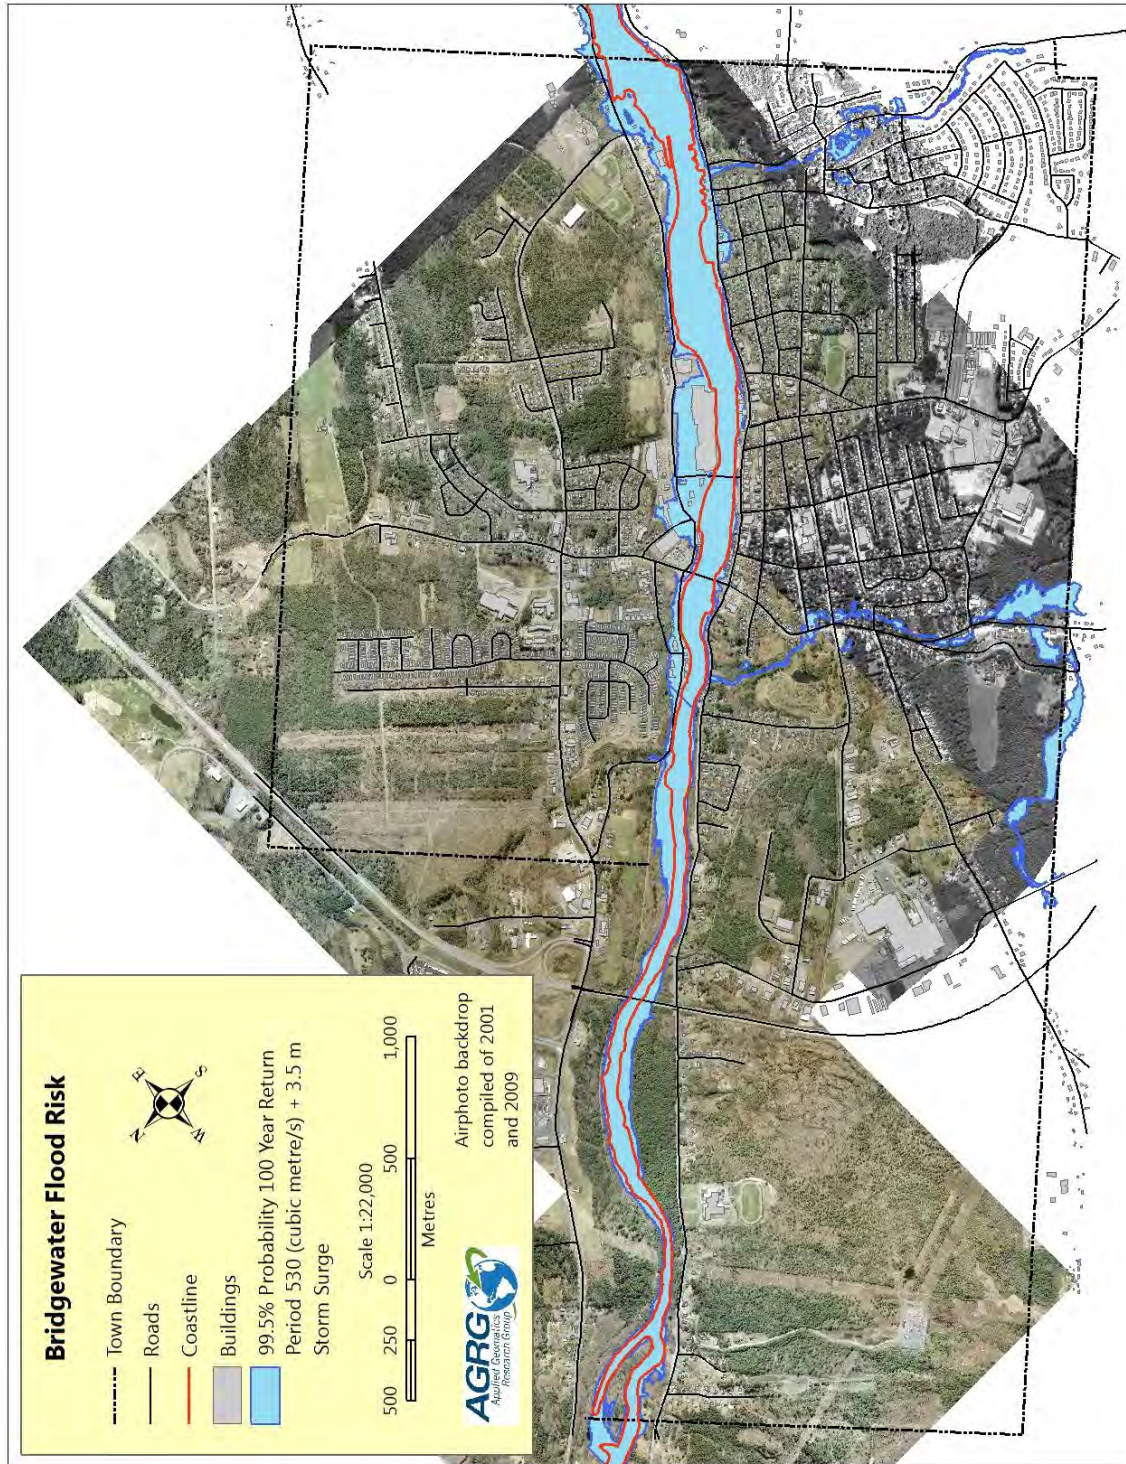 Bridgewater Flood Risk
Town Boundary
Roads
Coastline
Buildings
99.5% Probability 100 Year Return
Period 530 (cubic metre/s) + 3.5 m
Storm Surge
N
E
W
S
Scale 1:22,000
500 250 0 500 1,000
Metres
AGRG
Applied Geomatics
Research Group
Airphoto backdrop
compiled of 2001
and 2009